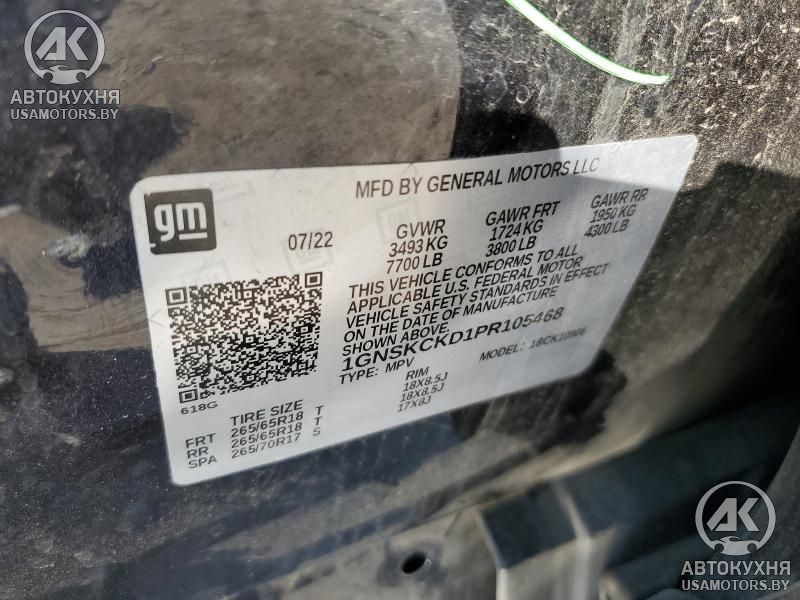 AK
АВТОКУХНЯ
USAMOTORS.BY
gm
MFD BY GENERAL MOTORS LLC
07/22
GVWR
3493 KG
7700 LB
GAWR FRT
1724 KG
3800 LB
GAWR RR
1950 KG
4300 LB
THIS VEHICLE CONFORMS TO ALL
APPLICABLE U.S. FEDERAL MOTOR
VEHICLE SAFETY STANDARDS IN EFFECT
ON THE DATE OF MANUFACTURE
SHOWN ABOVE.
1GNSKCKD1PR105468
TYPE: MPV
MODEL: 18CK10906
618G
TIRE SIZE RIM
FRT 265/65R18 T 18X8.5J
RR 265/65R18 T 18X8.5J
SPA 265/70R17 S 17X8J
AK
АВТОКУХНЯ
USAMOTORS.BY